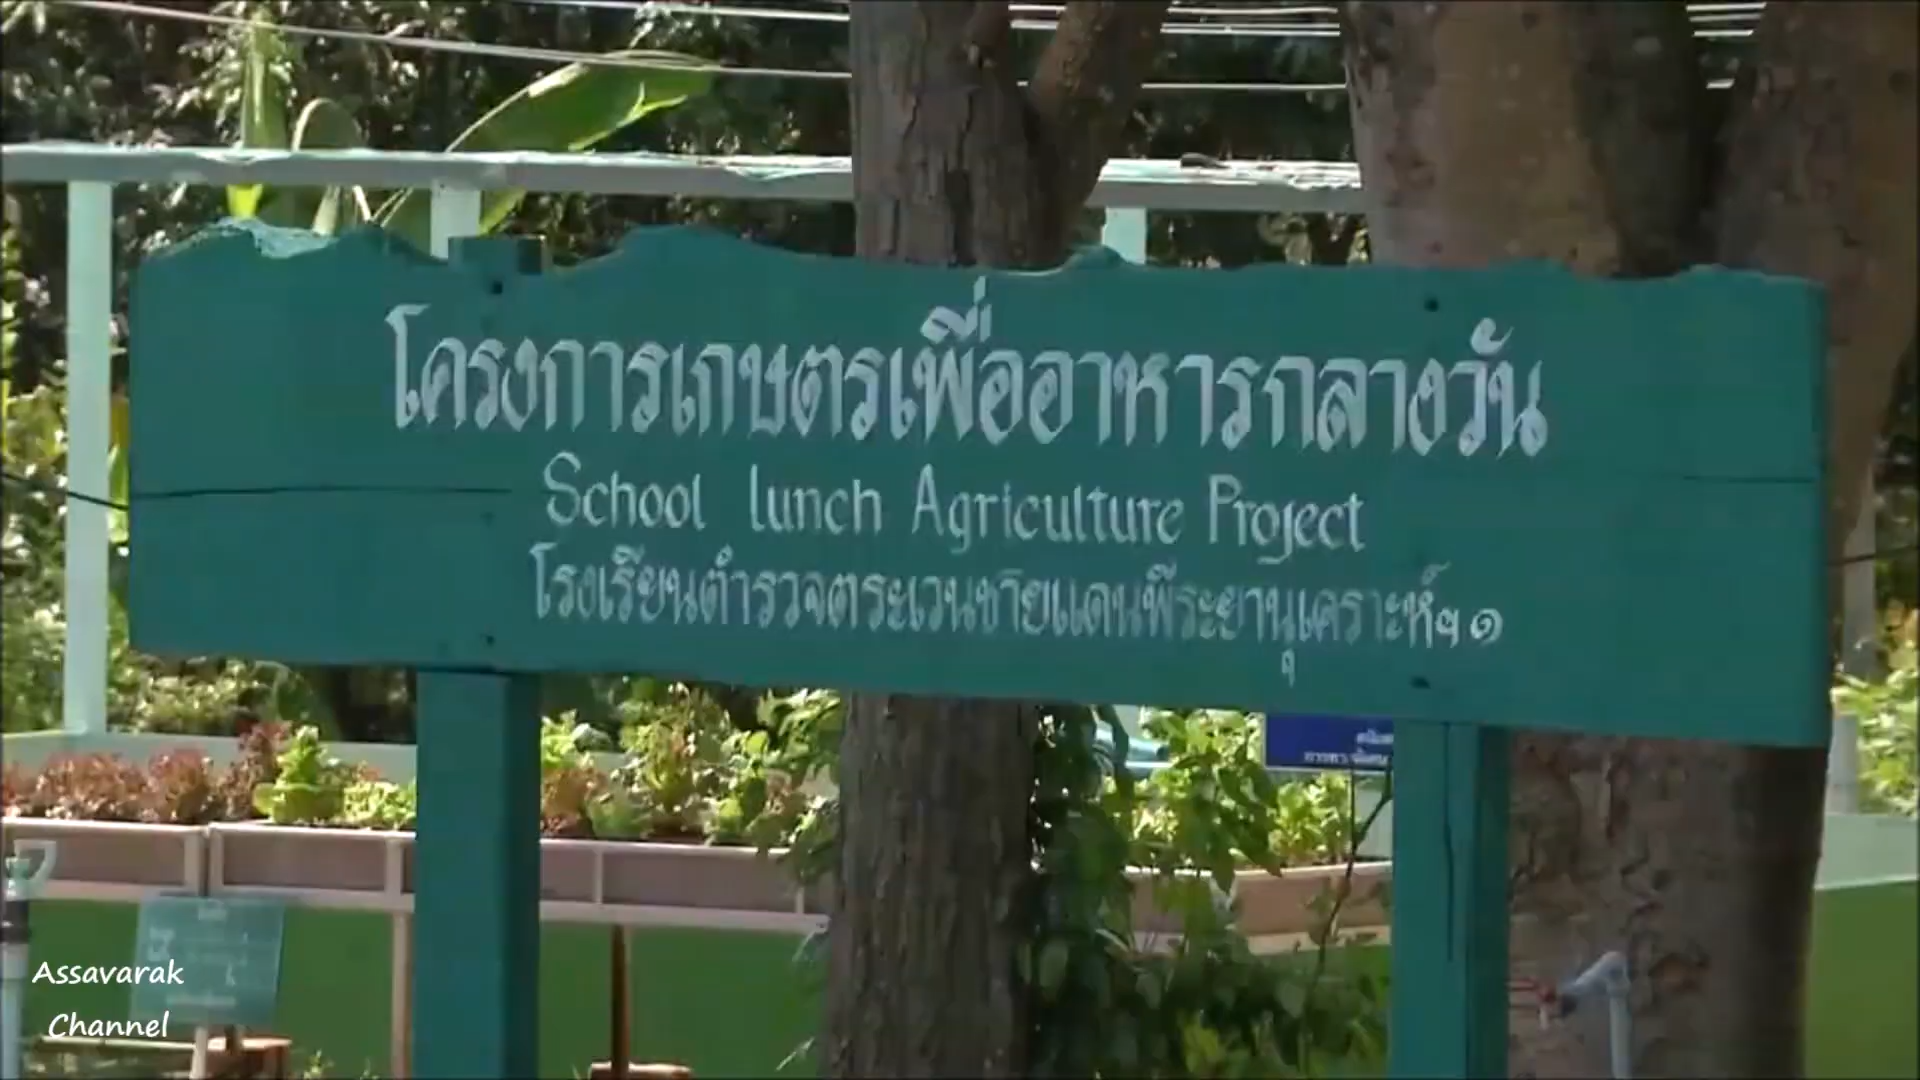 โครงการเกษตรเพื่ออาหารกลางวัน
School lunch Agriculture Project
โรงเรียนตำรวจตระเวนชายแดนพีระยานุเคราะห์ฯ ๑
Assavarak
Channel